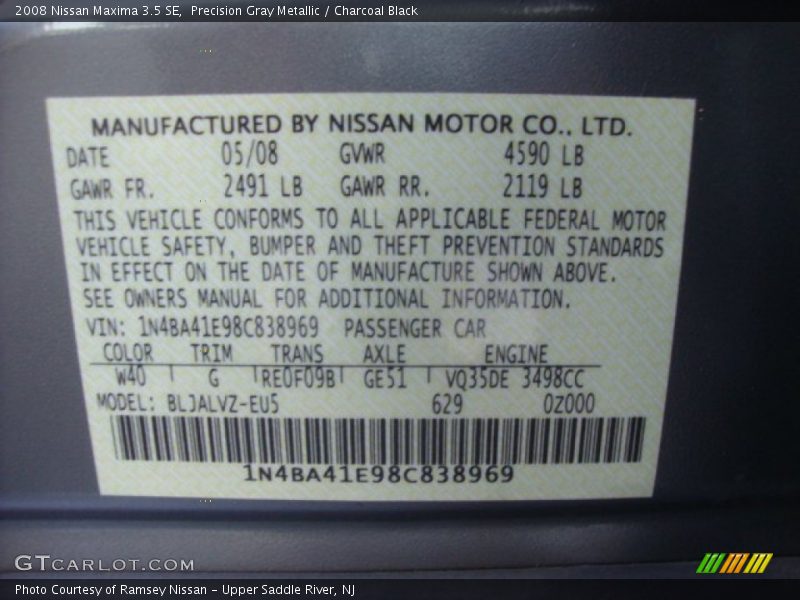 2008 Nissan Maxima 3.5 SE,  Precision Gray Metallic / Charcoal Black
MANUFACTURED BY NISSAN MOTOR CO., LTD.
DATE 05/08 GVWR 4590 LB
GAWR FR. 2491 LB GAWR RR. 2119 LB
THIS VEHICLE CONFORMS TO ALL APPLICABLE FEDERAL MOTOR
VEHICLE SAFETY, BUMPER AND THEFT PREVENTION STANDARDS
IN EFFECT ON THE DATE OF MANUFACTURE SHOWN ABOVE.
SEE OWNERS MANUAL FOR ADDITIONAL INFORMATION.
VIN: 1N4BA41E98C838969 PASSENGER CAR
COLOR TRIM TRANS AXLE ENGINE
W40 G RE0F09B GE51 VQ35DE 3498CC
MODEL: BLJALVZ-EU5 629 0Z000
1N4BA41E98C838969
GTCARLOT.COM
Photo Courtesy of Ramsey Nissan - Upper Saddle River, NJ